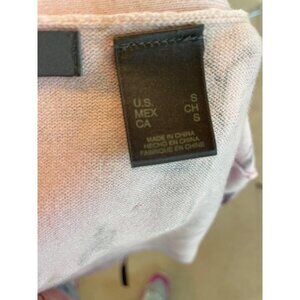 U.S. S
MEX CH
CA S
MADE IN CHINA
HECHO EN CHINA
FABRIQUÉ EN CHINE